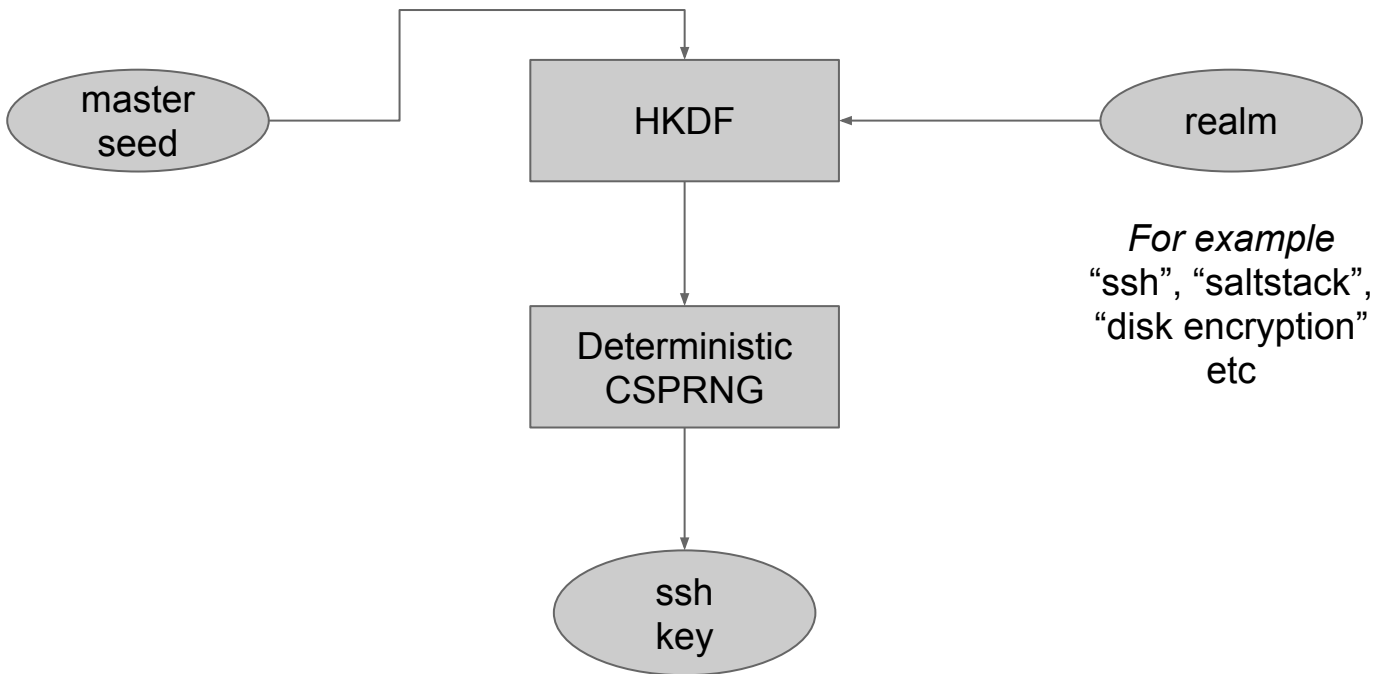 master
seed
HKDF
realm
For example
“ssh”, “saltstack”,
“disk encryption”
etc
Deterministic
CSPRNG
ssh
key